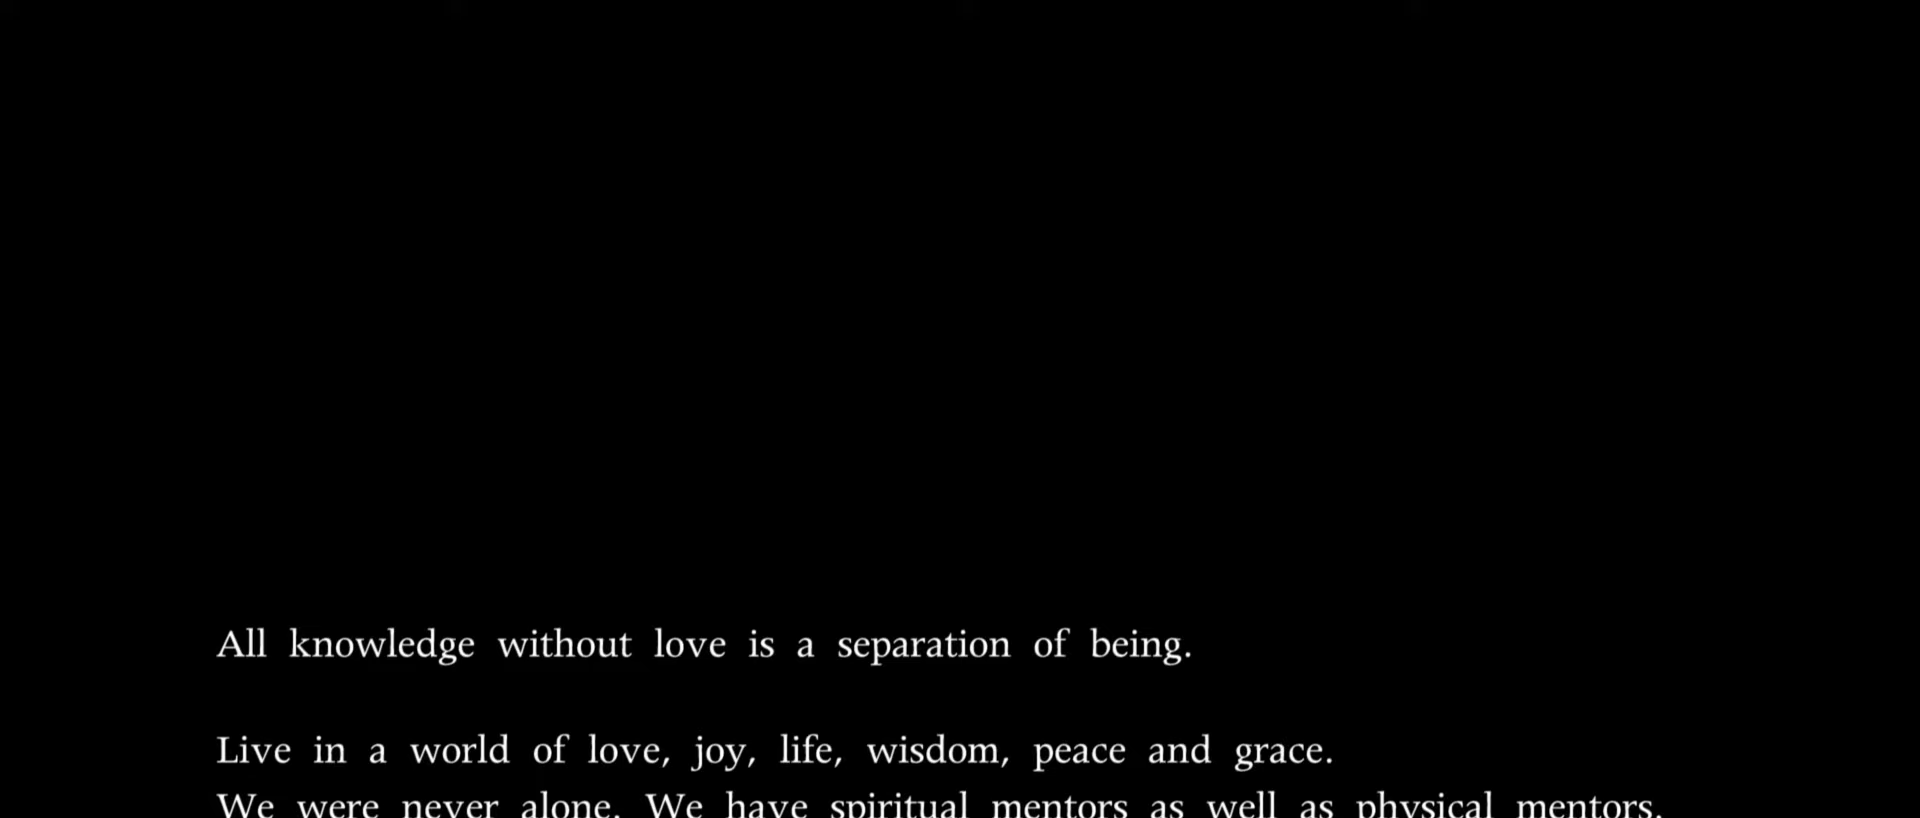 All knowledge without love is a separation of being.
Live in a world of love, joy, life, wisdom, peace and grace.
We were never alone. We have spiritual mentors as well as physical mentors.